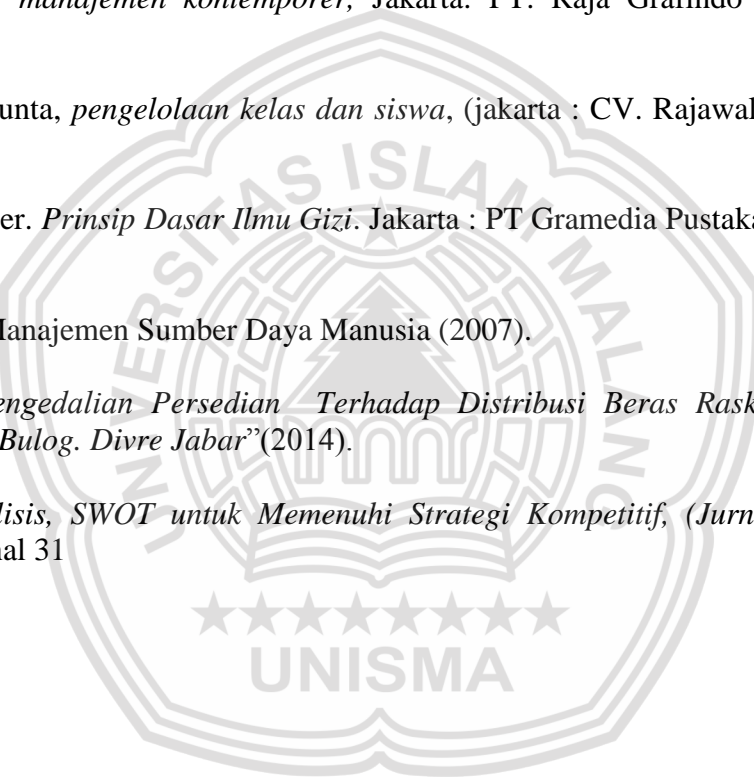 manajemen kontemporer, Jakarta. PT. Raja Grafindo
unta, pengelolaan kelas dan siswa, (jakarta : CV. Rajawal
er. Prinsip Dasar Ilmu Gizi. Jakarta : PT Gramedia Pustaka
Manajemen Sumber Daya Manusia (2007).
engedalian Persedian Terhadap Distribusi Beras Rask
Bulog. Divre Jabar”(2014).
lisis, SWOT untuk Memenuhi Strategi Kompetitif, (Jurn
al 31
UNIVERSITAS ISLAM MALANG
UNISMA